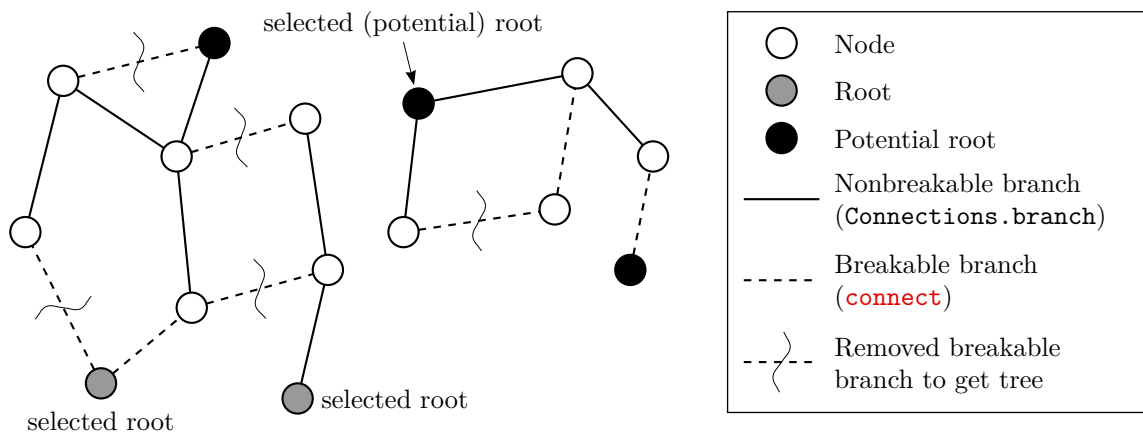 selected (potential) root
selected root
selected root
Node
Root
Potential root
Nonbreakable branch
(Connections.branch)
Breakable branch
(connect)
Removed breakable
branch to get tree